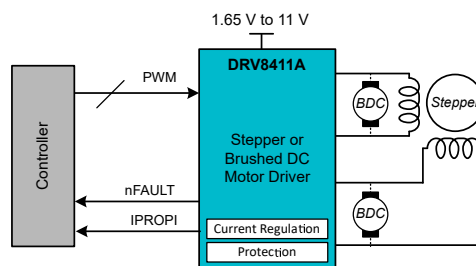 1.65 V to 11 V
DRV8411A
PWM
Controller
Stepper or
Brushed DC
Motor Driver
nFAULT
IPROPI
Current Regulation
Protection
BDC
Stepper
BDC